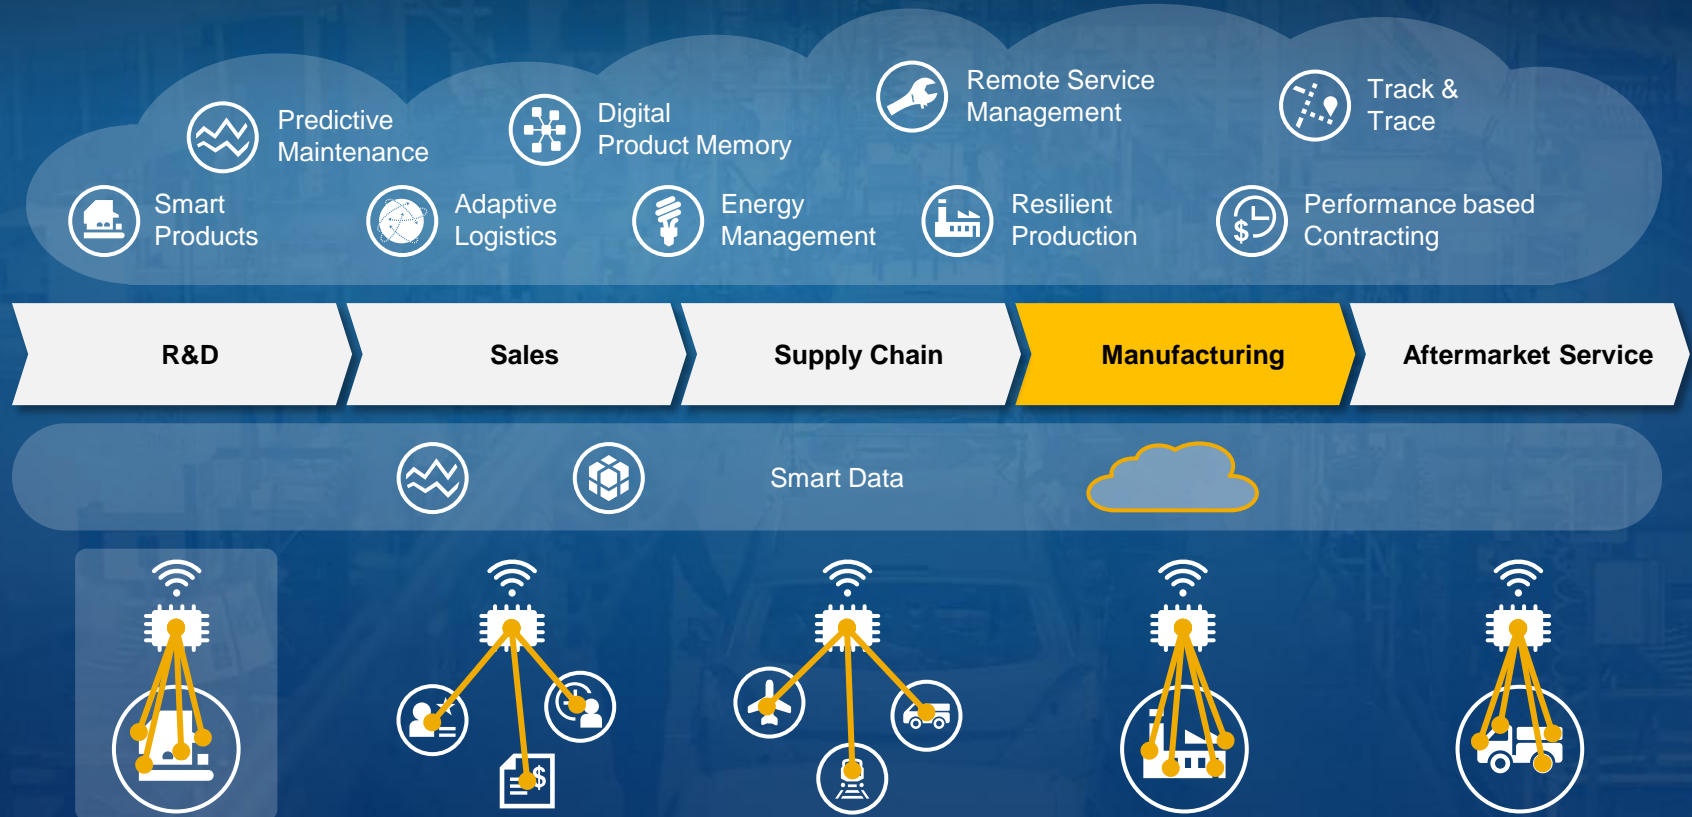 Remote Service
Management
Track &
Trace
Predictive
Maintenance
Digital
Product Memory
Smart
Products
Adaptive
Logistics
Energy
Management
Resilient
Production
$
Performance based
Contracting
R&D
Sales
Supply Chain
Manufacturing
Aftermarket Service
Smart Data
$